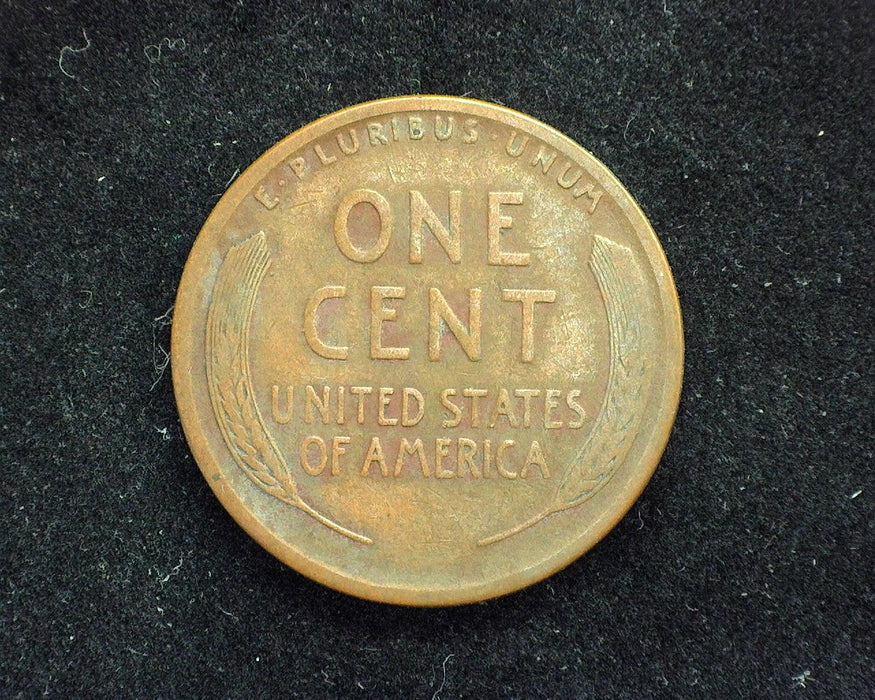 E·PLURIBUS·UNUM
ONE
CENT
UNITED STATES
OF AMERICA